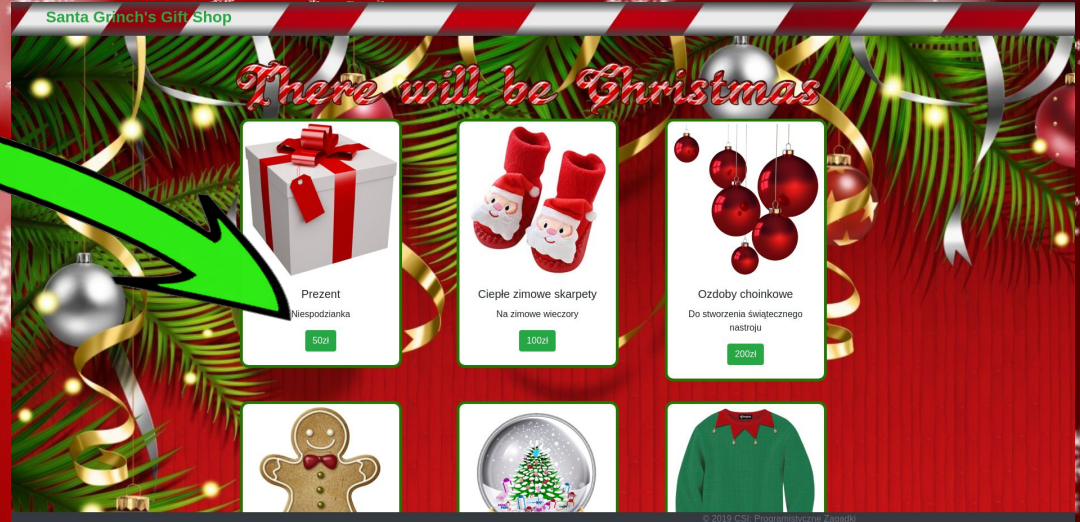 Santa Grinch's Gift Shop
There will be Christmas
Prezent
Niespodzianka
50zł
Ciepłe zimowe skarpety
Na zimowe wieczory
100zł
Ozdoby choinkowe
Do stworzenia świątecznego
nastroju
200zł
© 2019 CSI: Programistyczne Zagadki